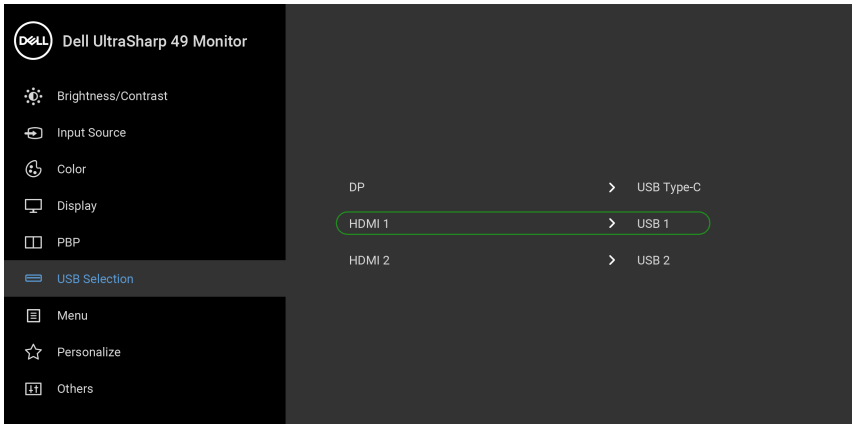 DELL
Dell UltraSharp 49 Monitor
Brightness/Contrast
Input Source
Color
Display
PBP
USB Selection
Menu
Personalize
Others
DP USB Type-C
HDMI 1 USB 1
HDMI 2 USB 2